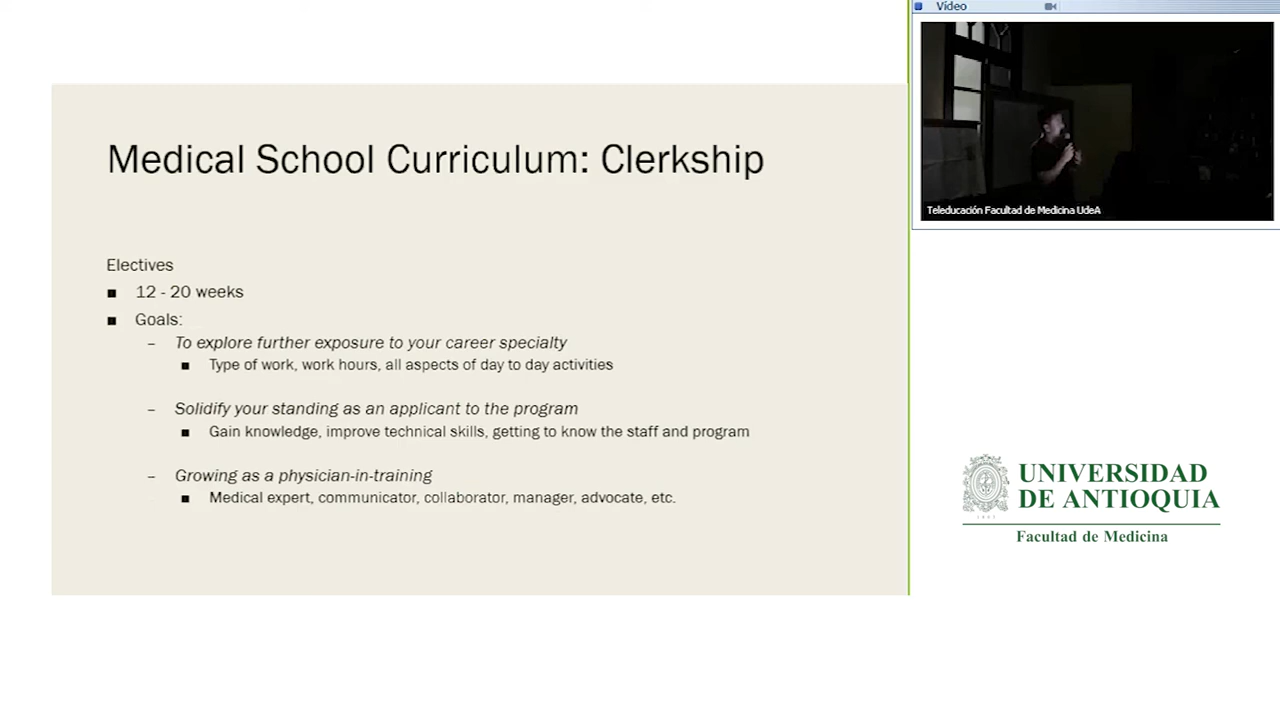 Medical School Curriculum: Clerkship
Electives
■ 12 - 20 weeks
■ Goals:
– To explore further exposure to your career specialty
■ Type of work, work hours, all aspects of day to day activities
– Solidify your standing as an applicant to the program
■ Gain knowledge, improve technical skills, getting to know the staff and program
– Growing as a physician-in-training
■ Medical expert, communicator, collaborator, manager, advocate, etc.
Vídeo
Teleducación Facultad de Medicina UdeA
UNIVERSIDAD
DE ANTIOQUIA
Facultad de Medicina